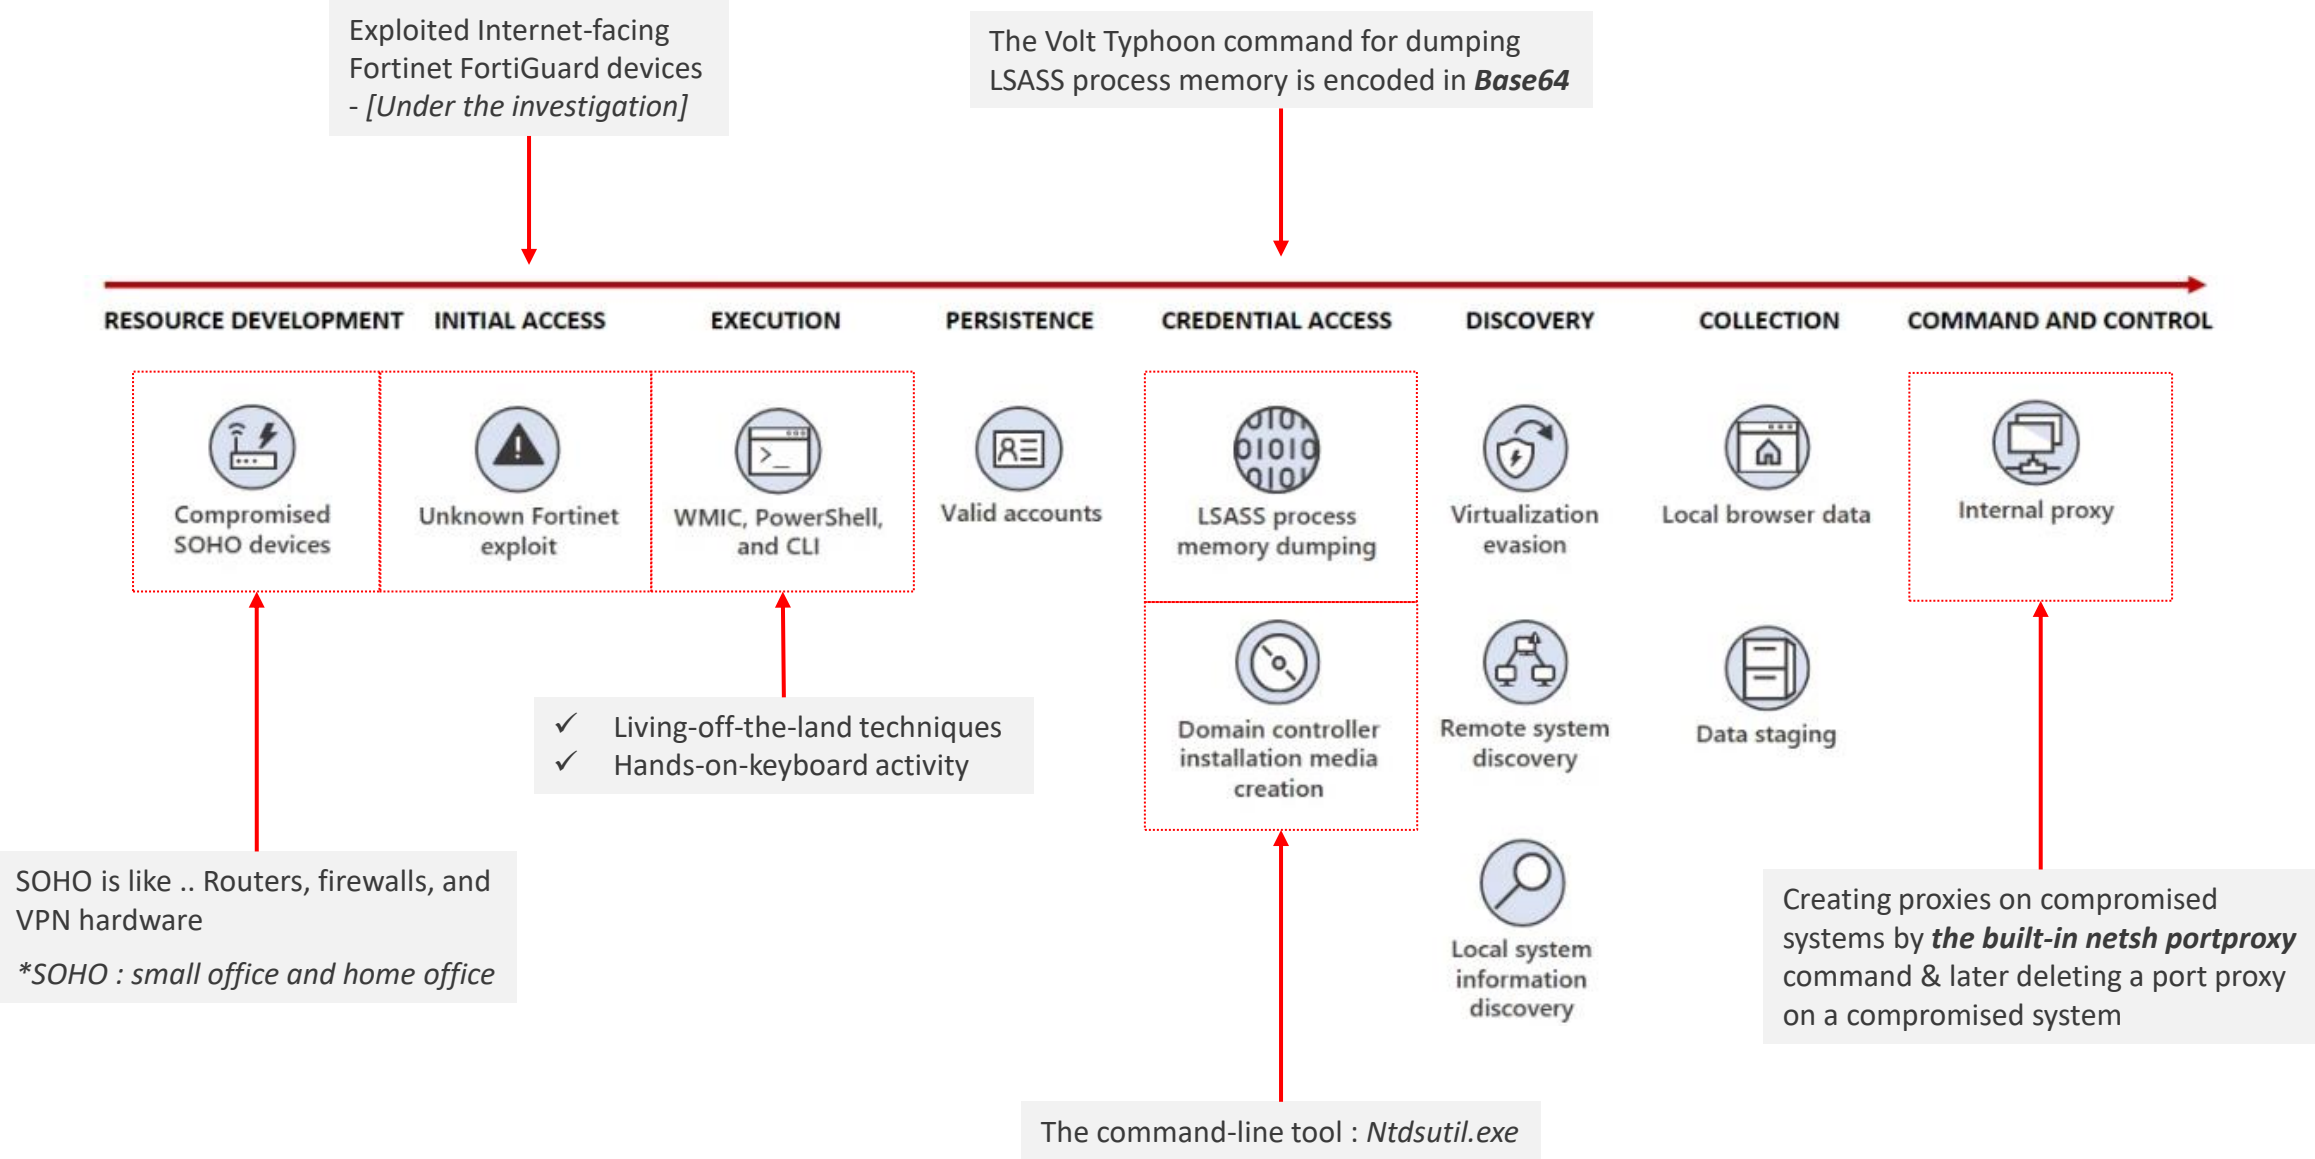 Exploited Internet-facing
Fortinet FortiGuard devices
- [Under the investigation]
The Volt Typhoon command for dumping
LSASS process memory is encoded in Base64
RESOURCE DEVELOPMENT
INITIAL ACCESS
EXECUTION
PERSISTENCE
CREDENTIAL ACCESS
DISCOVERY
COLLECTION
COMMAND AND CONTROL
Compromised
SOHO devices
Unknown Fortinet
exploit
WMIC, PowerShell,
and CLI
Valid accounts
LSASS process
memory dumping
Virtualization
evasion
Local browser data
Internal proxy
Domain controller
installation media
creation
Remote system
discovery
Data staging
Local system
information
discovery
✓ Living-off-the-land techniques
✓ Hands-on-keyboard activity
SOHO is like .. Routers, firewalls, and
VPN hardware
*SOHO : small office and home office
Creating proxies on compromised
systems by the built-in netsh portproxy
command & later deleting a port proxy
on a compromised system
The command-line tool : Ntdsutil.exe